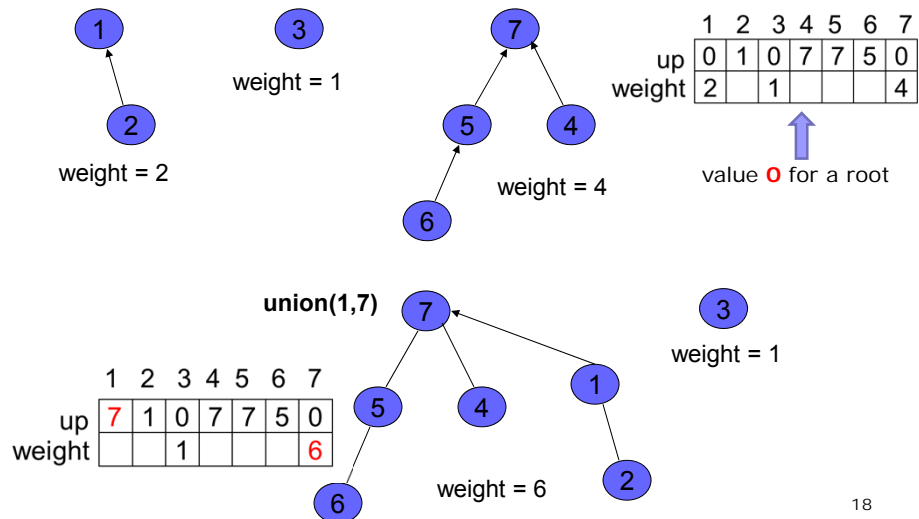 1 3 7
1 2 3 4 5 6 7
up 0 1 0 7 7 5 0
weight 2 1 4
weight = 1
2 5 4
value 0 for a root
weight = 2
weight = 4
6
union(1,7)
7
3
weight = 1
1 2 3 4 5 6 7
up 7 1 0 7 7 5 0
weight 1 6
5 4 1
2
weight = 6
6
18